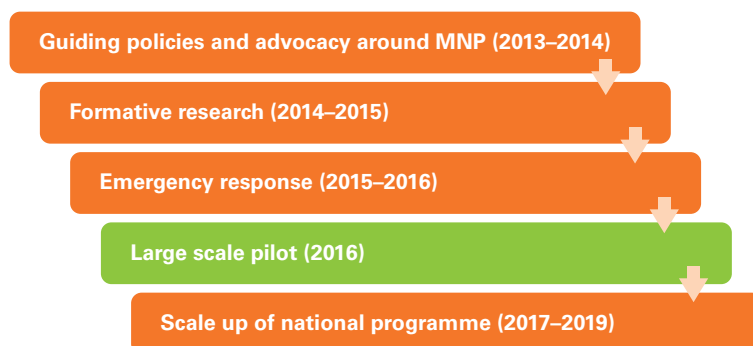 Guiding policies and advocacy around MNP (2013–2014)
Formative research (2014–2015)
Emergency response (2015–2016)
Large scale pilot (2016)
Scale up of national programme (2017–2019)